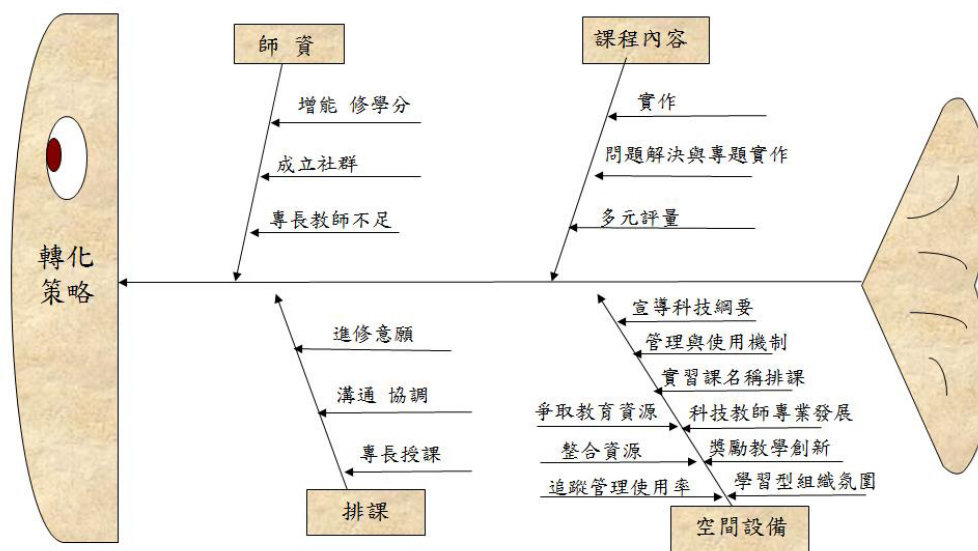 師 資
課程內容
增能 修學分
實作
成立社群
問題解決與專題實作
專長教師不足
多元評量
轉化
策略
進修意願
宣導科技綱要
管理與使用機制
溝通 協調
實習課名稱排課
爭取教育資源
科技教師專業發展
專長授課
整合資源
獎勵教學創新
追蹤管理使用率
學習型組織氛圍
排課
空間設備